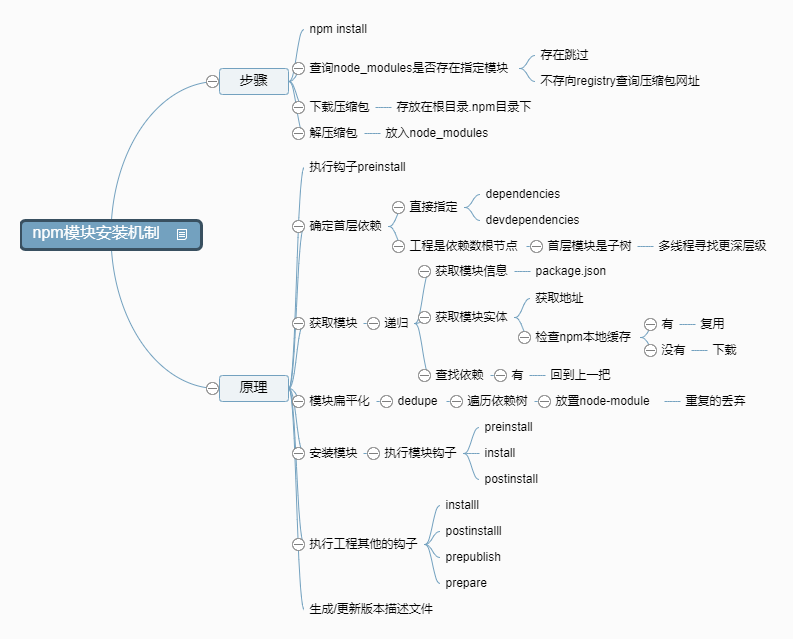 npm模块安装机制
步骤
npm install
查询node_modules是否存在指定模块
存在跳过
不存向registry查询压缩包网址
下载压缩包
存放在根目录.npm目录下
解压缩包
放入node_modules
原理
执行钩子preinstall
确定首层依赖
直接指定
dependencies
devdependencies
工程是依赖数根节点
首层模块是子树
多线程寻找更深层级
获取模块
递归
获取模块信息
package.json
获取模块实体
获取地址
检查npm本地缓存
有
复用
没有
下载
查找依赖
有
回到上一把
模块扁平化
dedupe
遍历依赖树
放置node-module
重复的丢弃
安装模块
执行模块钩子
preinstall
install
postinstall
执行工程其他的钩子
installl
postinstalll
prepublish
prepare
生成/更新版本描述文件